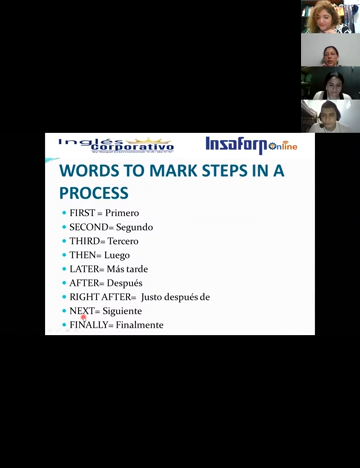 Inglés
corporativo
Insaforp online
WORDS TO MARK STEPS IN A
PROCESS
FIRST = Primero
SECOND= Segundo
THIRD= Tercero
THEN= Luego
LATER= Más tarde
AFTER= Después
RIGHT AFTER= Justo después de
NEXT= Siguiente
FINALLY= Finalmente